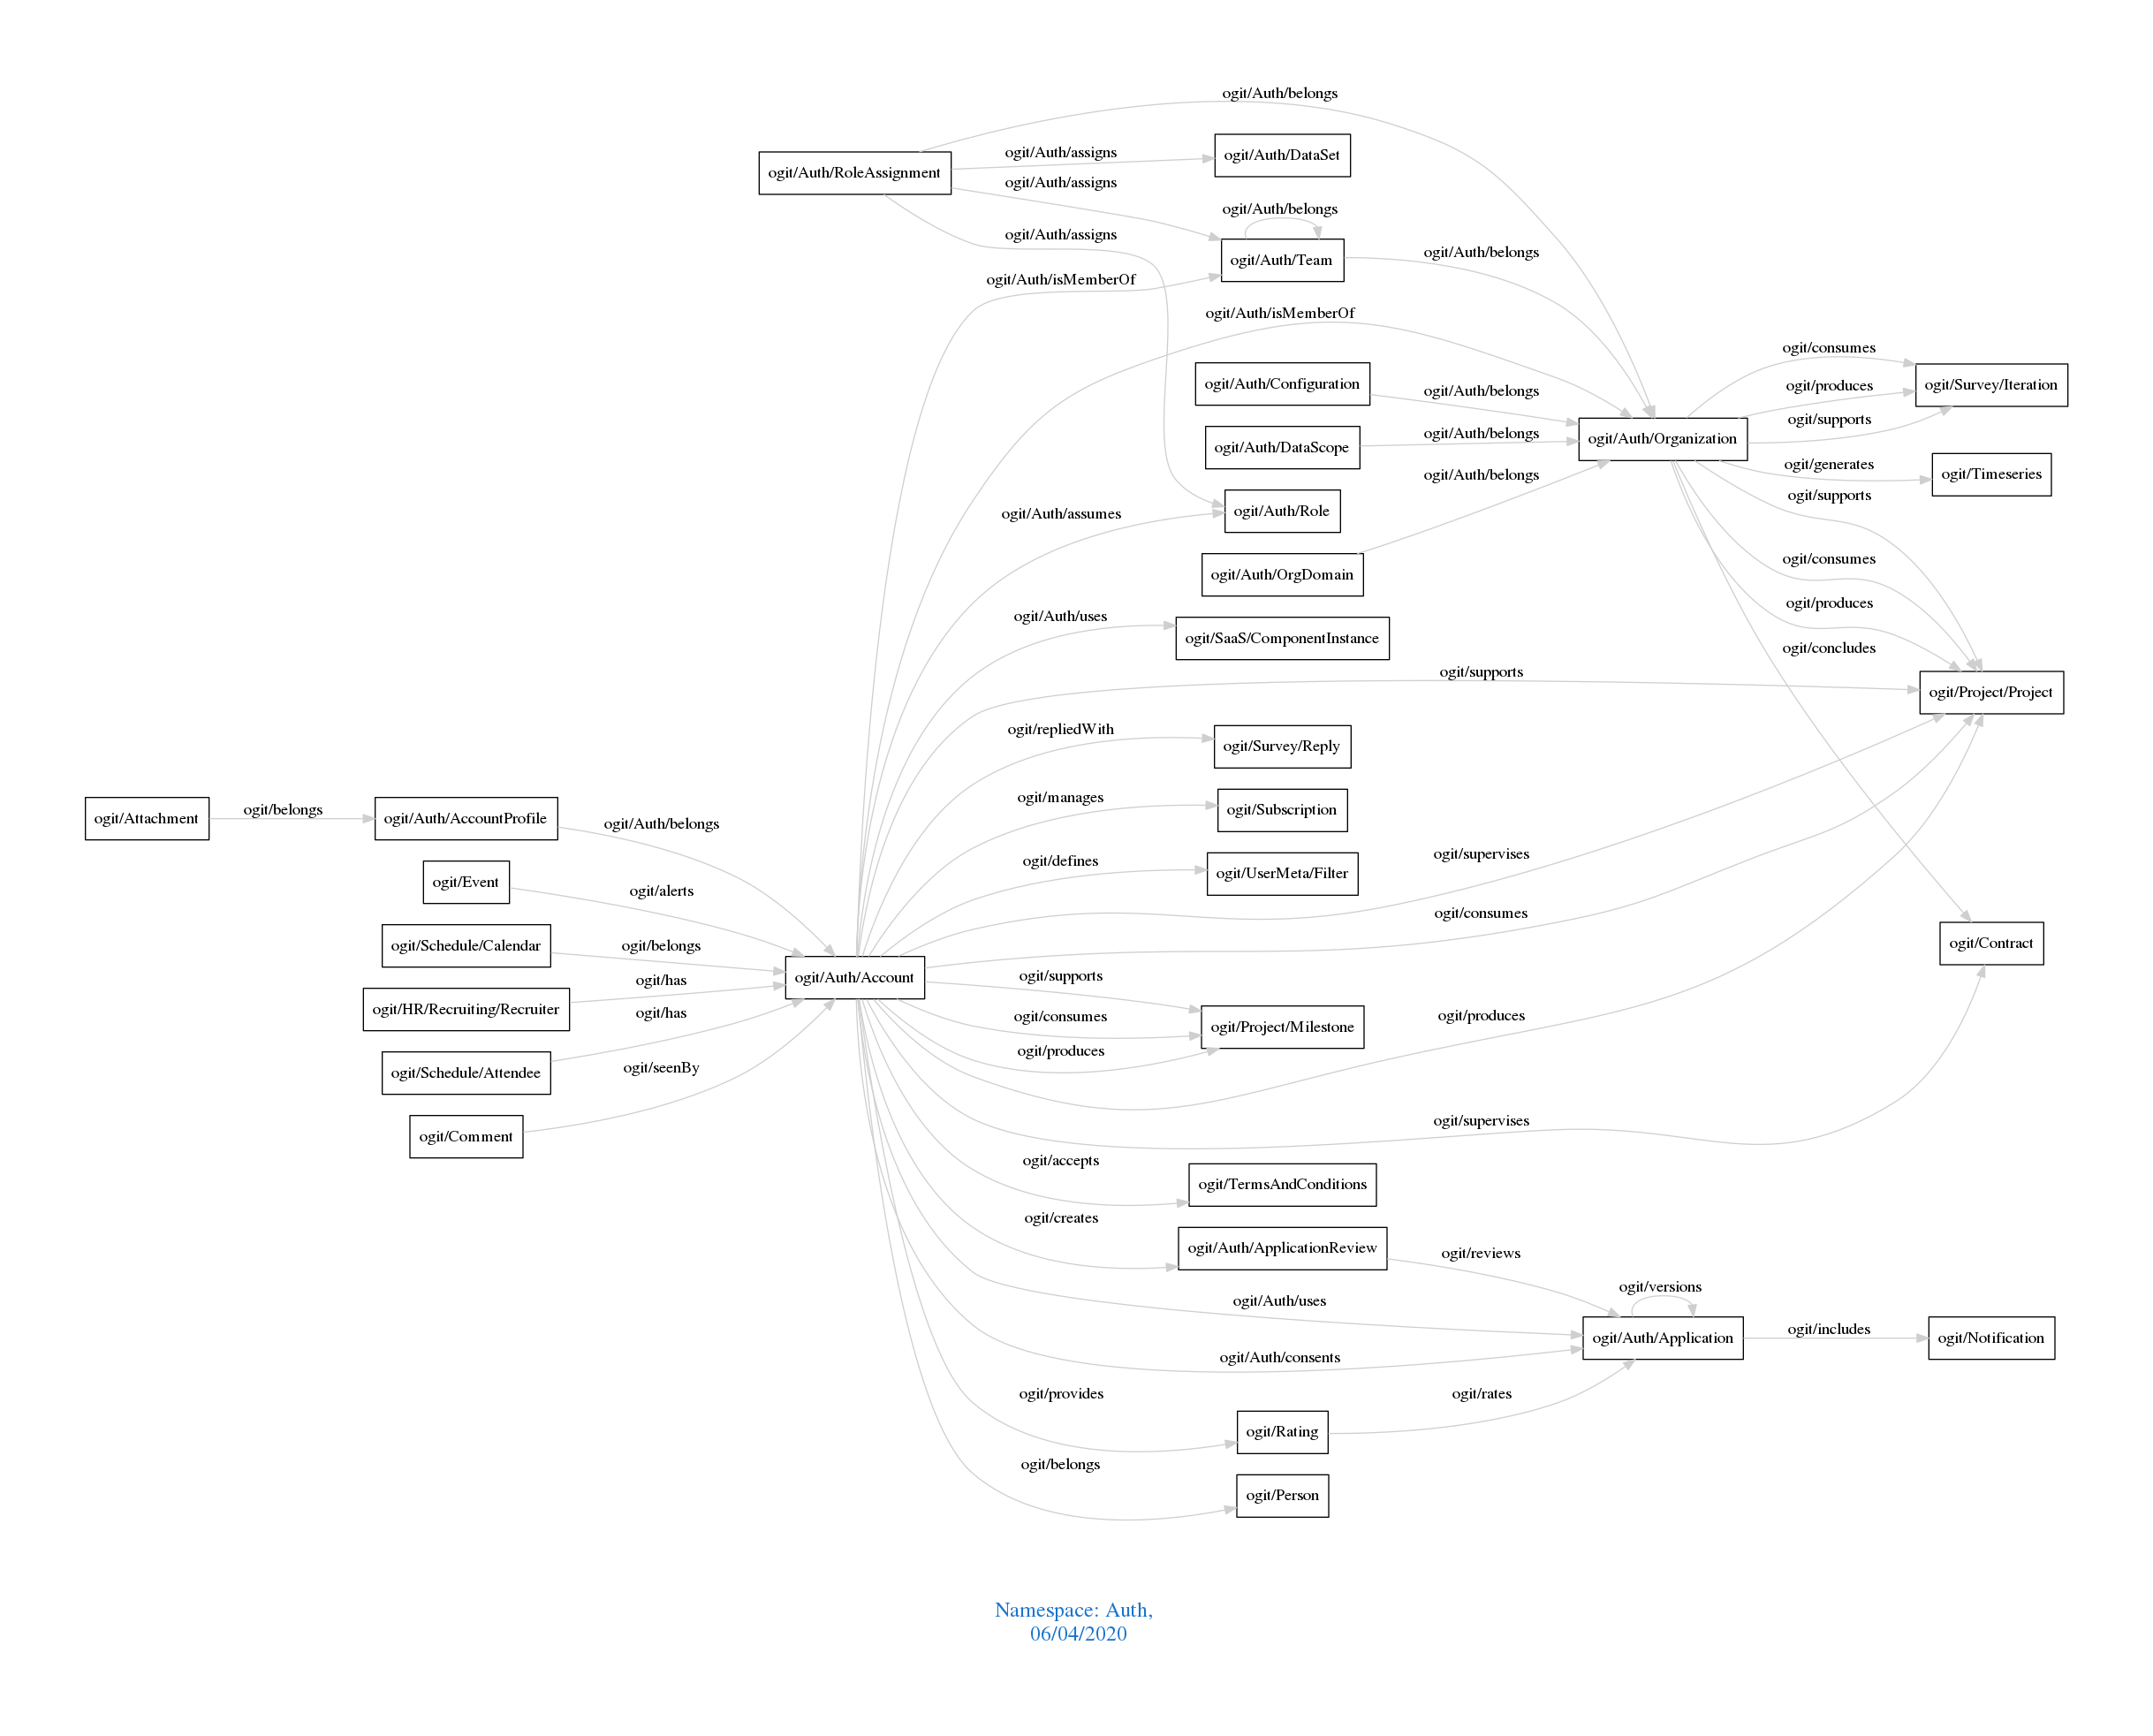 ogit/Auth/belongs
ogit/Auth/RoleAssignment
ogit/Auth/assigns
ogit/Auth/DataSet
ogit/Auth/assigns
ogit/Auth/belongs
ogit/Auth/assigns
ogit/Auth/Team
ogit/Auth/belongs
ogit/Auth/isMemberOf
ogit/Auth/isMemberOf
ogit/consumes
ogit/Auth/Configuration
ogit/Auth/belongs
ogit/produces
ogit/Survey/Iteration
ogit/supports
ogit/Auth/DataScope
ogit/Auth/belongs
ogit/Auth/Organization
ogit/Auth/belongs
ogit/generates
ogit/Timeseries
ogit/supports
ogit/Auth/assumes
ogit/Auth/Role
ogit/consumes
ogit/Auth/OrgDomain
ogit/produces
ogit/Auth/uses
ogit/SaaS/ComponentInstance
ogit/concludes
ogit/supports
ogit/Project/Project
ogit/repliedWith
ogit/Survey/Reply
ogit/manages
ogit/Subscription
ogit/Attachment
ogit/belongs
ogit/Auth/AccountProfile
ogit/Auth/belongs
ogit/supervises
ogit/defines
ogit/UserMeta/Filter
ogit/Event
ogit/alerts
ogit/consumes
ogit/Schedule/Calendar
ogit/belongs
ogit/Contract
ogit/Auth/Account
ogit/has
ogit/supports
ogit/HR/Recruiting/Recruiter
ogit/has
ogit/consumes
ogit/Project/Milestone
ogit/produces
ogit/produces
ogit/Schedule/Attendee
ogit/seenBy
ogit/Comment
ogit/supervises
ogit/accepts
ogit/TermsAndConditions
ogit/creates
ogit/Auth/ApplicationReview
ogit/reviews
ogit/versions
ogit/Auth/uses
ogit/Auth/Application
ogit/includes
ogit/Notification
ogit/Auth/consents
ogit/provides
ogit/rates
ogit/Rating
ogit/belongs
ogit/Person
Namespace: Auth,
06/04/2020